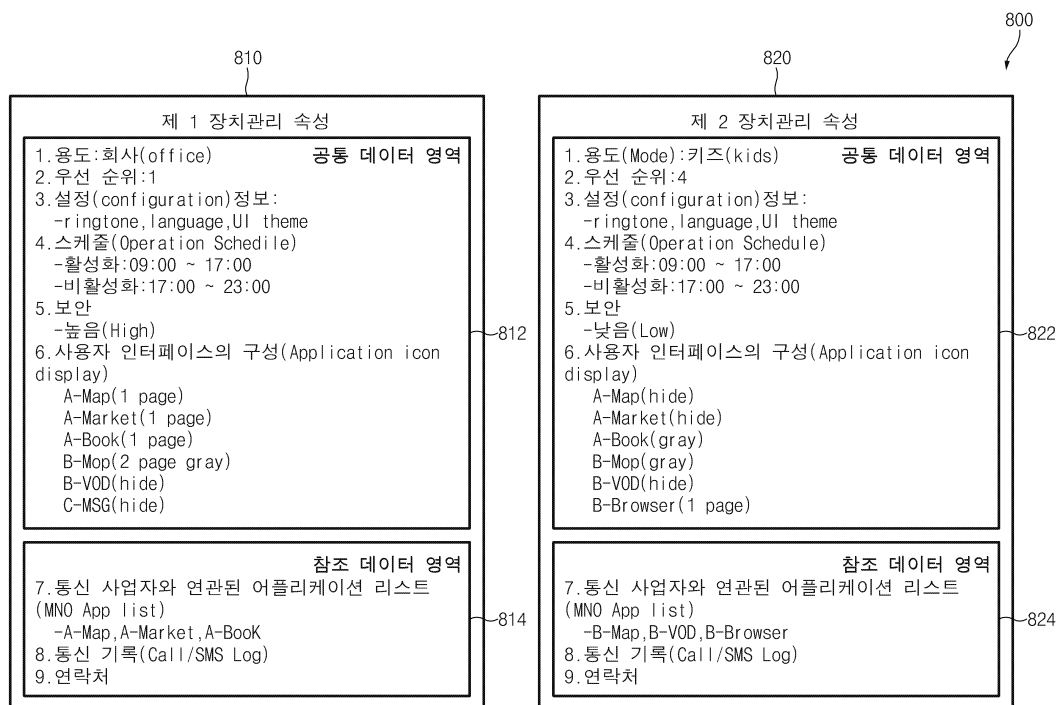 800
810
제 1 장치관리 속성
공통 데이터 영역
1.용도:회사(office)
2.우선 순위:1
3.설정(configuration)정보:
-ringtone,language,UI theme
4.스케줄(Operation Schedile)
-활성화:09:00 ~ 17:00
-비활성화:17:00 ~ 23:00
5.보안
-높음(High)
6.사용자 인터페이스의 구성(Application icon
display)
A-Map(1 page)
A-Market(1 page)
A-Book(1 page)
B-Mop(2 page gray)
B-VOD(hide)
C-MSG(hide)
812
참조 데이터 영역
7.통신 사업자와 연관된 어플리케이션 리스트
(MNO App list)
-A-Map,A-Market,A-BooK
8.통신 기록(Call/SMS Log)
9.연락처
814
820
제 2 장치관리 속성
공통 데이터 영역
1.용도(Mode):키즈(kids)
2.우선 순위:4
3.설정(configuration)정보:
-ringtone,language,UI theme
4.스케줄(Operation Schedule)
-활성화:09:00 ~ 17:00
-비활성화:17:00 ~ 23:00
5.보안
-낮음(Low)
6.사용자 인터페이스의 구성(Application icon
display)
A-Map(hide)
A-Market(hide)
A-Book(gray)
B-Mop(gray)
B-VOD(hide)
B-Browser(1 page)
822
참조 데이터 영역
7.통신 사업자와 연관된 어플리케이션 리스트
(MNO App list)
-B-Map,B-VOD,B-Browser
8.통신 기록(Call/SMS Log)
9.연락처
824